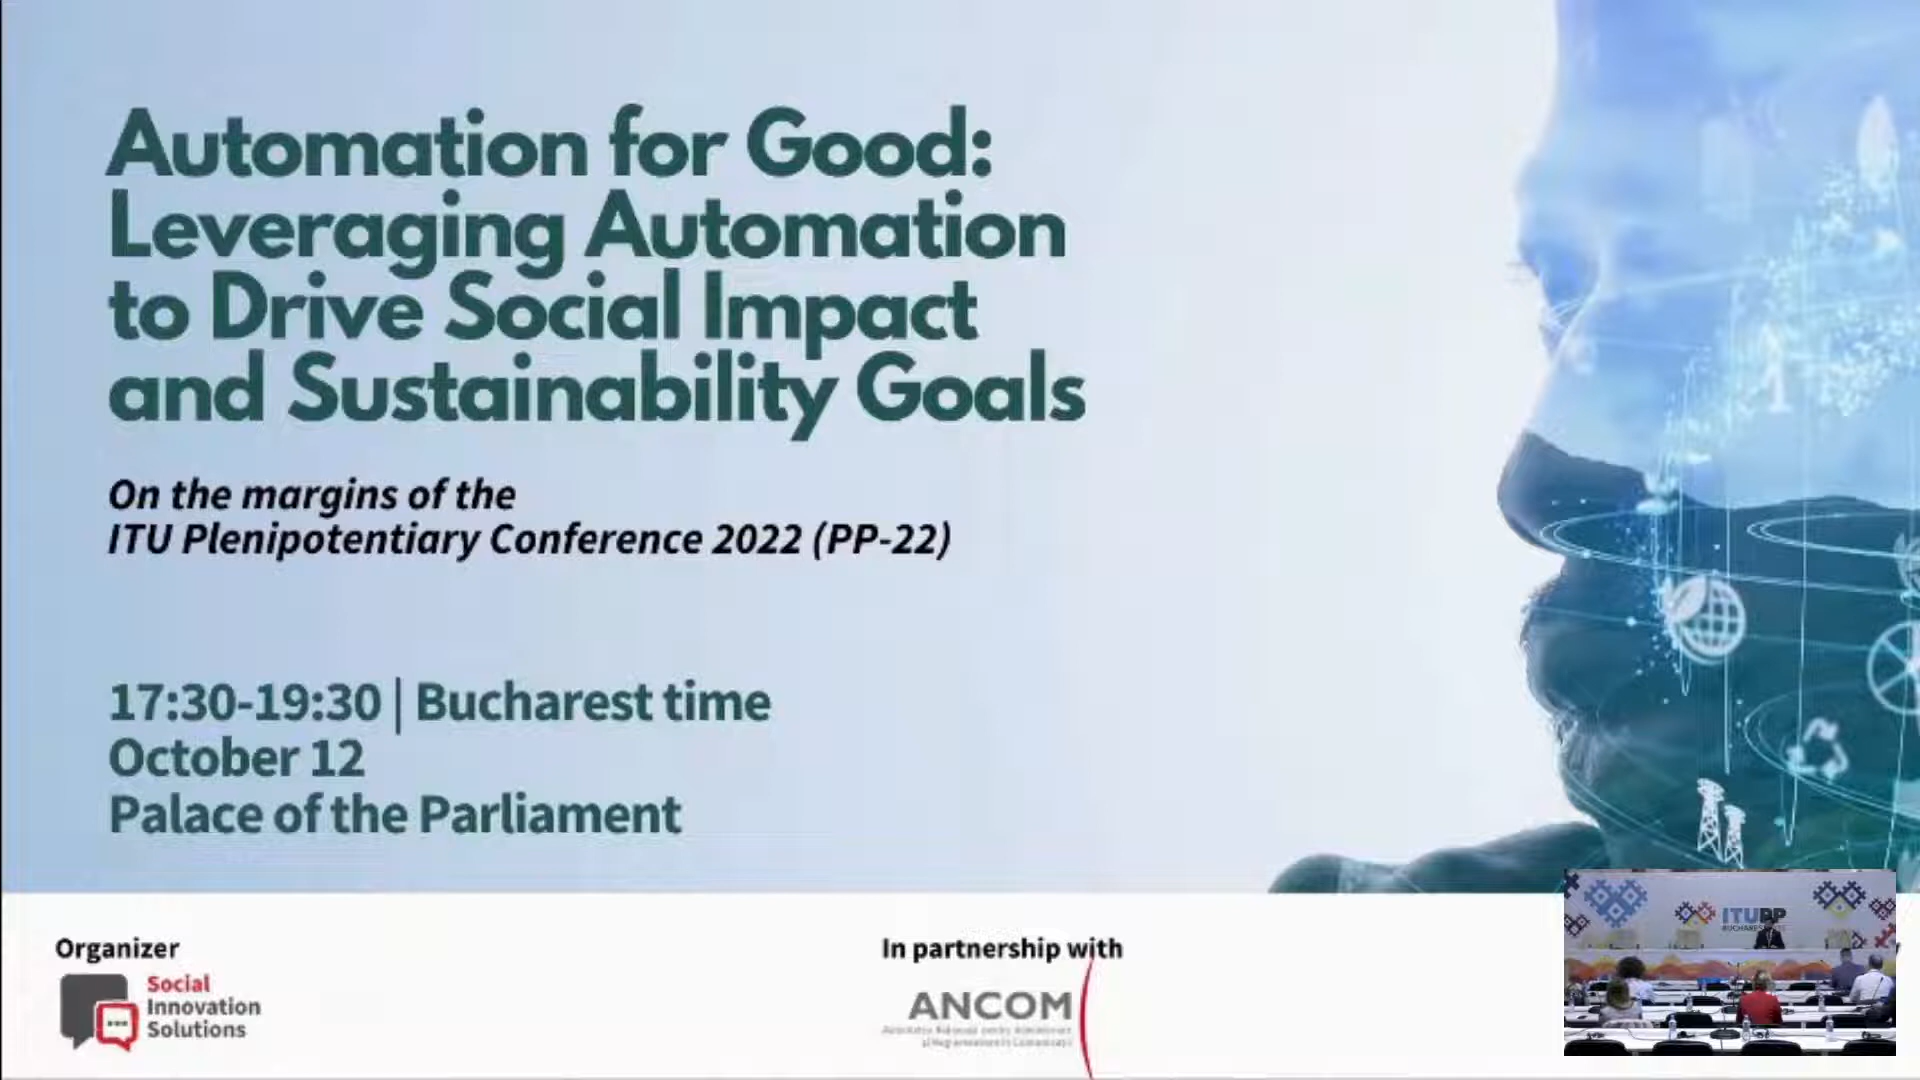 Automation for Good:
Leveraging Automation
to Drive Social Impact
and Sustainability Goals
On the margins of the
ITU Plenipotentiary Conference 2022 (PP-22)
17:30-19:30 | Bucharest time
October 12
Palace of the Parliament
Organizer
Social
Innovation
Solutions
In partnership with
ANCOM
ITUPP